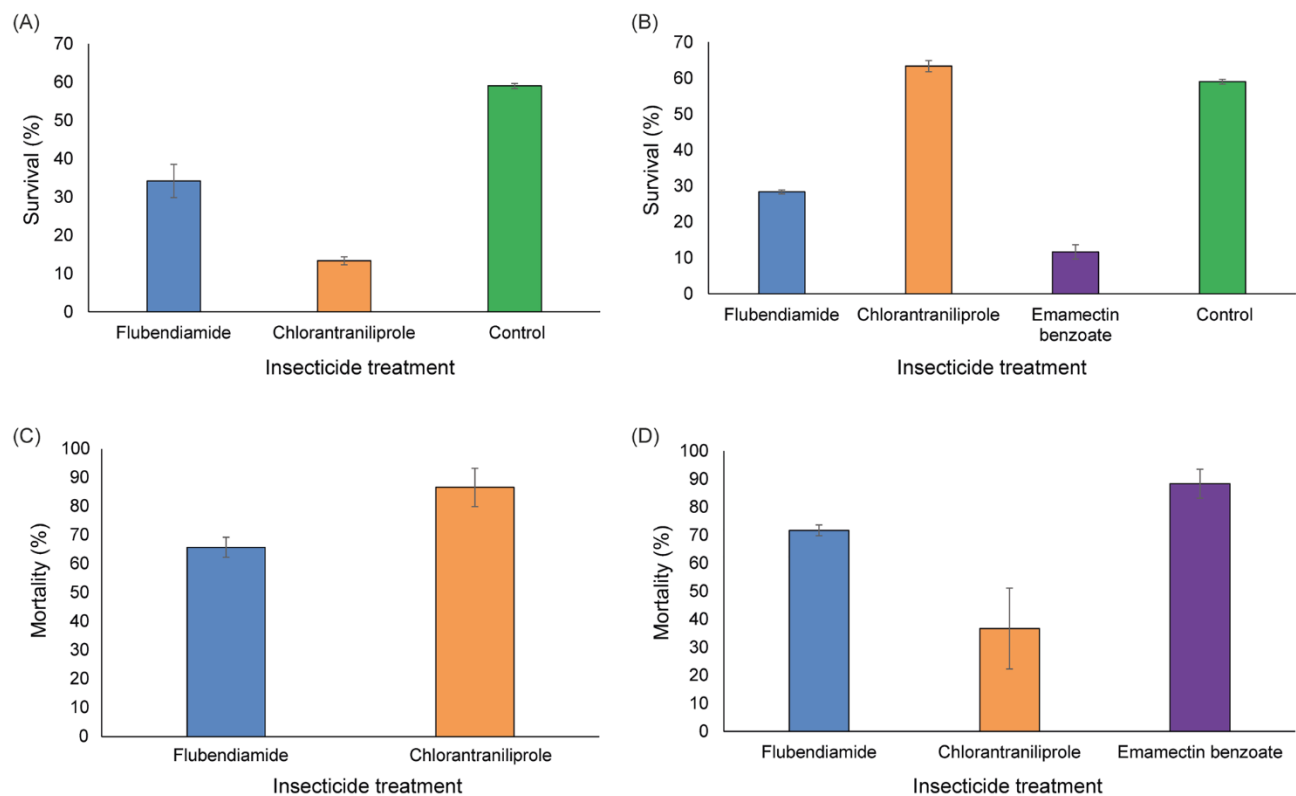 (A)
70
60
50
40
30
20
10
0
Survival (%)
Flubendiamide
Chlorantraniliprole
Control
Insecticide treatment
(B)
70
60
50
40
30
20
10
0
Survival (%)
Flubendiamide
Chlorantraniliprole
Emamectin
benzoate
Control
Insecticide treatment
(C)
100
90
80
70
60
50
40
30
20
10
0
Mortality (%)
Flubendiamide
Chlorantraniliprole
Insecticide treatment
(D)
100
90
80
70
60
50
40
30
20
10
0
Mortality (%)
Flubendiamide
Chlorantraniliprole
Emamectin benzoate
Insecticide treatment